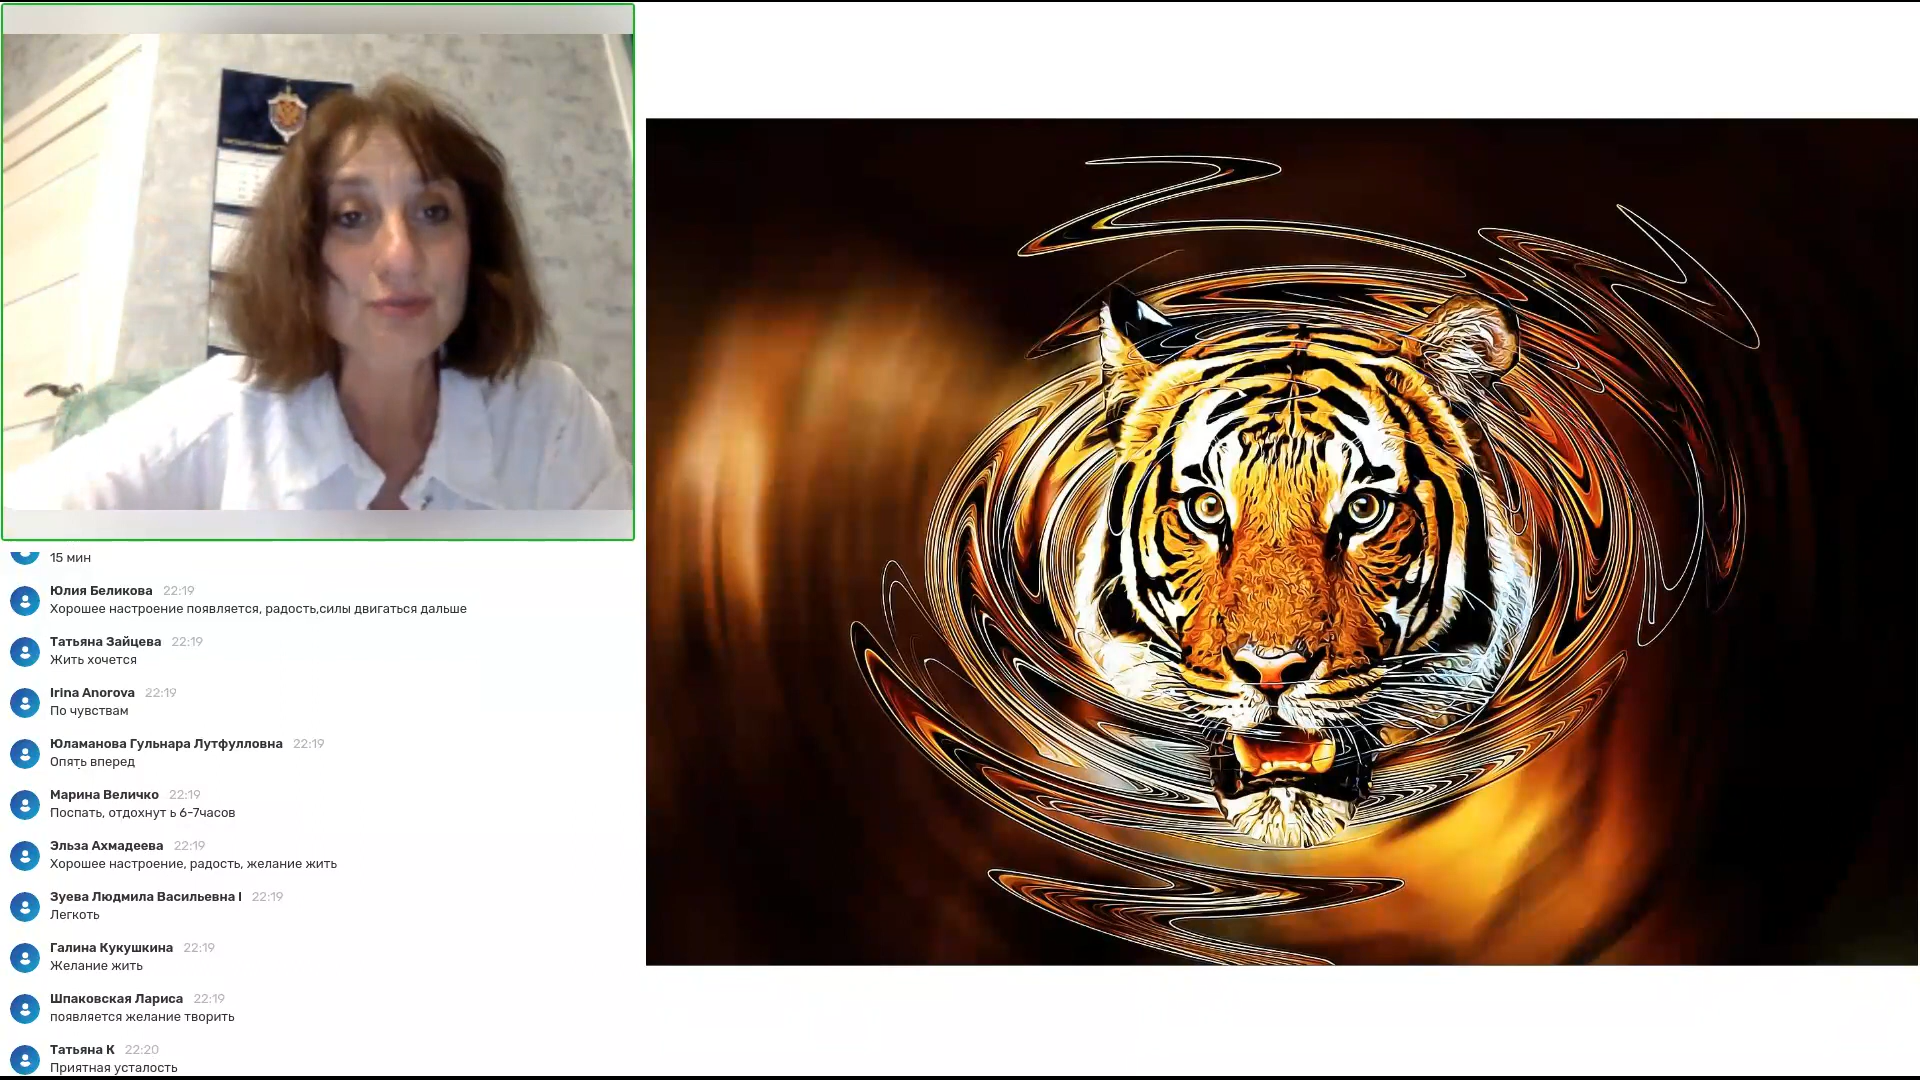 15 мин
Юлия Беликова 22:19
Хорошее настроение появляется, радость,силы двигаться дальше
Татьяна Зайцева 22:19
Жить хочется
Irina Anorova 22:19
По чувствам
Юламанова Гульнара Лутфулловна 22:19
Опять вперед
Марина Величко 22:19
Поспать, отдохнут ь 6-7часов
Эльза Ахмадеева 22:19
Хорошее настроение, радость, желание жить
Зуева Людмила Васильевна I 22:19
Легкоть
Галина Кукушкина 22:19
Желание жить
Шпаковская Лариса 22:19
появляется желание творить
Татьяна К 22:20
Приятная усталость